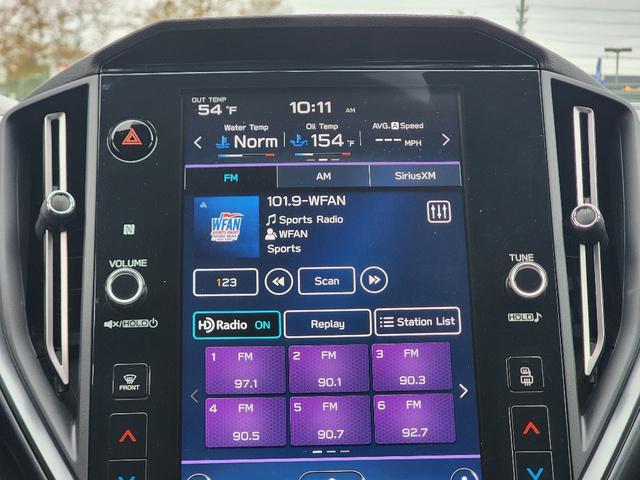 OUT TEMP
54 °F
10:11 AM
Water Temp
Norm
Oil Temp
154 °F
AVG. A Speed
--- MPH
FM
AM
SiriusXM
101.9-WFAN
Sports Radio
WFAN
Sports
WFAN
SPORTS RADIO
123
Scan
HD Radio ON
Replay
Station List
1 FM
97.1
2 FM
90.1
3 FM
90.3
4 FM
90.5
5 FM
90.7
6 FM
92.7
N
VOLUME
/HOLD
FRONT
TUNE
HOLD